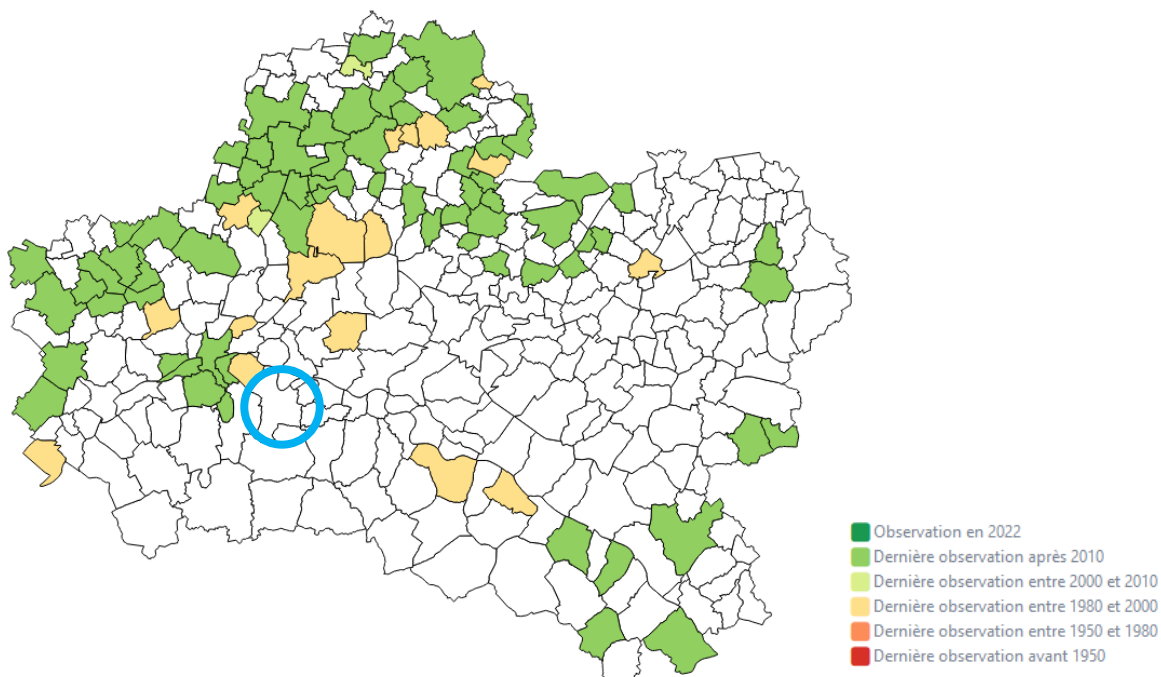 Observation en 2022
Dernière observation après 2010
Dernière observation entre 2000 et 2010
Dernière observation entre 1980 et 2000
Dernière observation entre 1950 et 1980
Dernière observation avant 1950